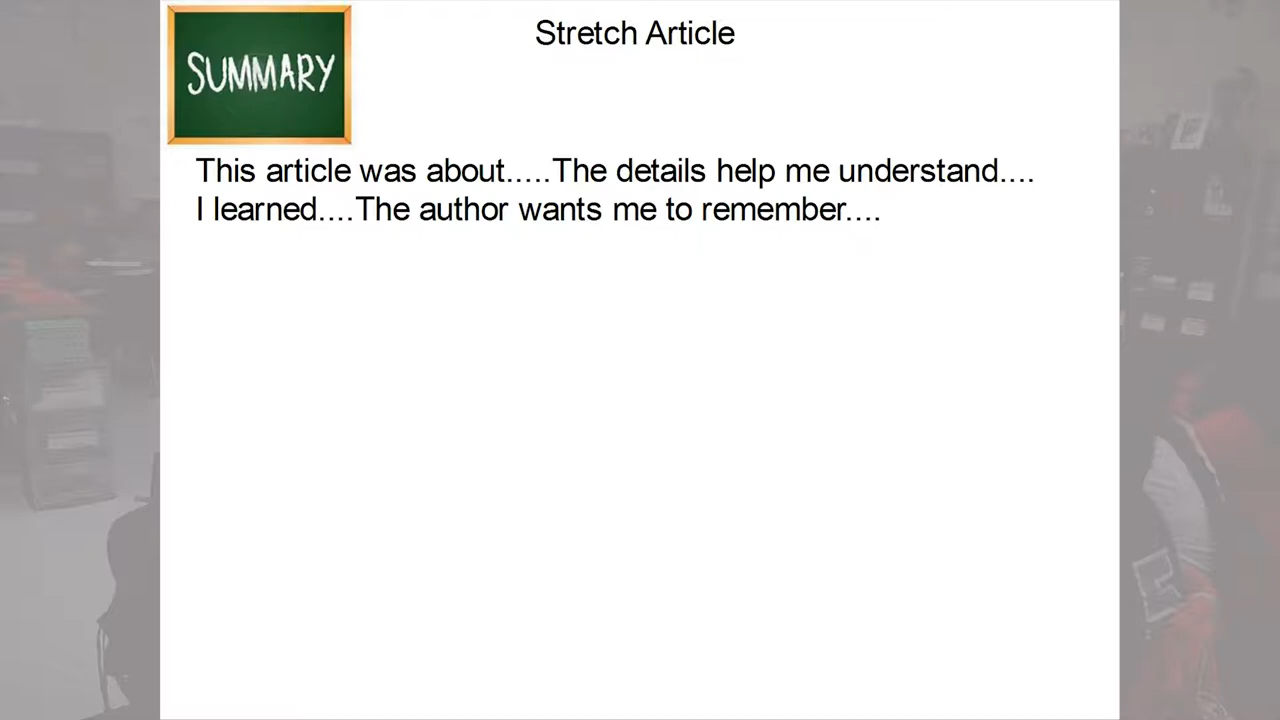 Stretch Article
SUMMARY
This article was about.....The details help me understand....
I learned....The author wants me to remember....